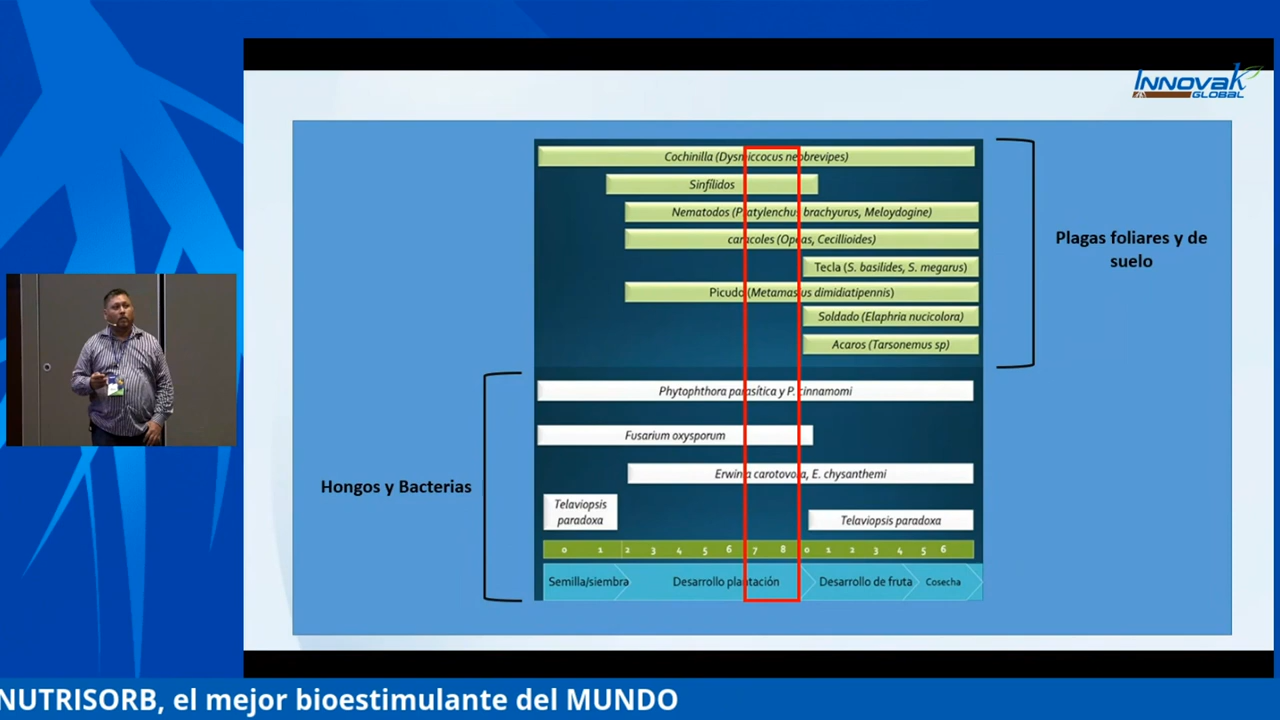 INNOVAK
GLOBAL
Cochinilla (Dysmiccocus neobrevipes)
Sinfílidos
Nematodos (Platylenchus brachyurus, Meloydogine)
caracoles (Opeas, Cecillioides)
Tecla (S. basilides, S. megarus)
Picudo (Metamasius dimidiatipennis)
Soldado (Elaphria nucicolora)
Acaros (Tarsonemus sp)
Plagas foliares y de
suelo
Phytophthora parasítica y P. cinnamomi
Fusarium oxysporum
Erwinia carotovora, E. chysanthemi
Hongos y Bacterias
Telaviopsis
paradoxa
Telaviopsis paradoxa
0 1 2 3 4 5 6 7 8 0 1 2 3 4 5 6
Semilla/siembra Desarrollo plantación Desarrollo de fruta Cosecha
NUTRISORB, el mejor bioestimulante del MUNDO